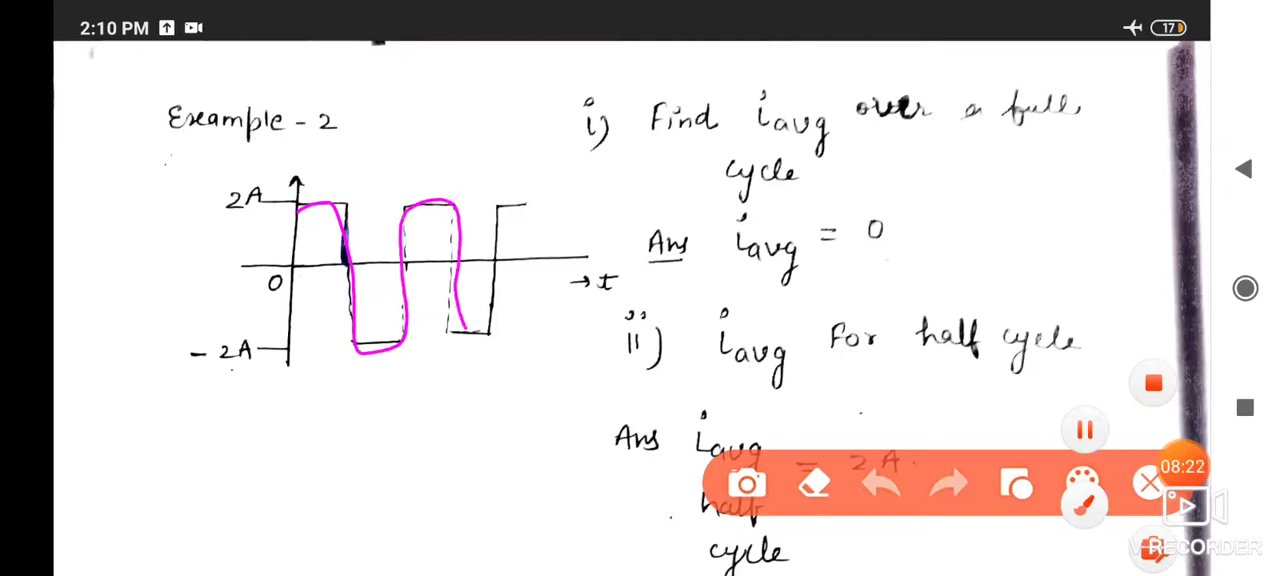 2:10 PM
17
Example - 2
i) Find iavg over a full
cycle
2A
Ans iavg = 0
0
→ t
ii) iavg For half cycle
- 2A
Ans iavg = 2A.
half
cycle
08:22
V RECORDER